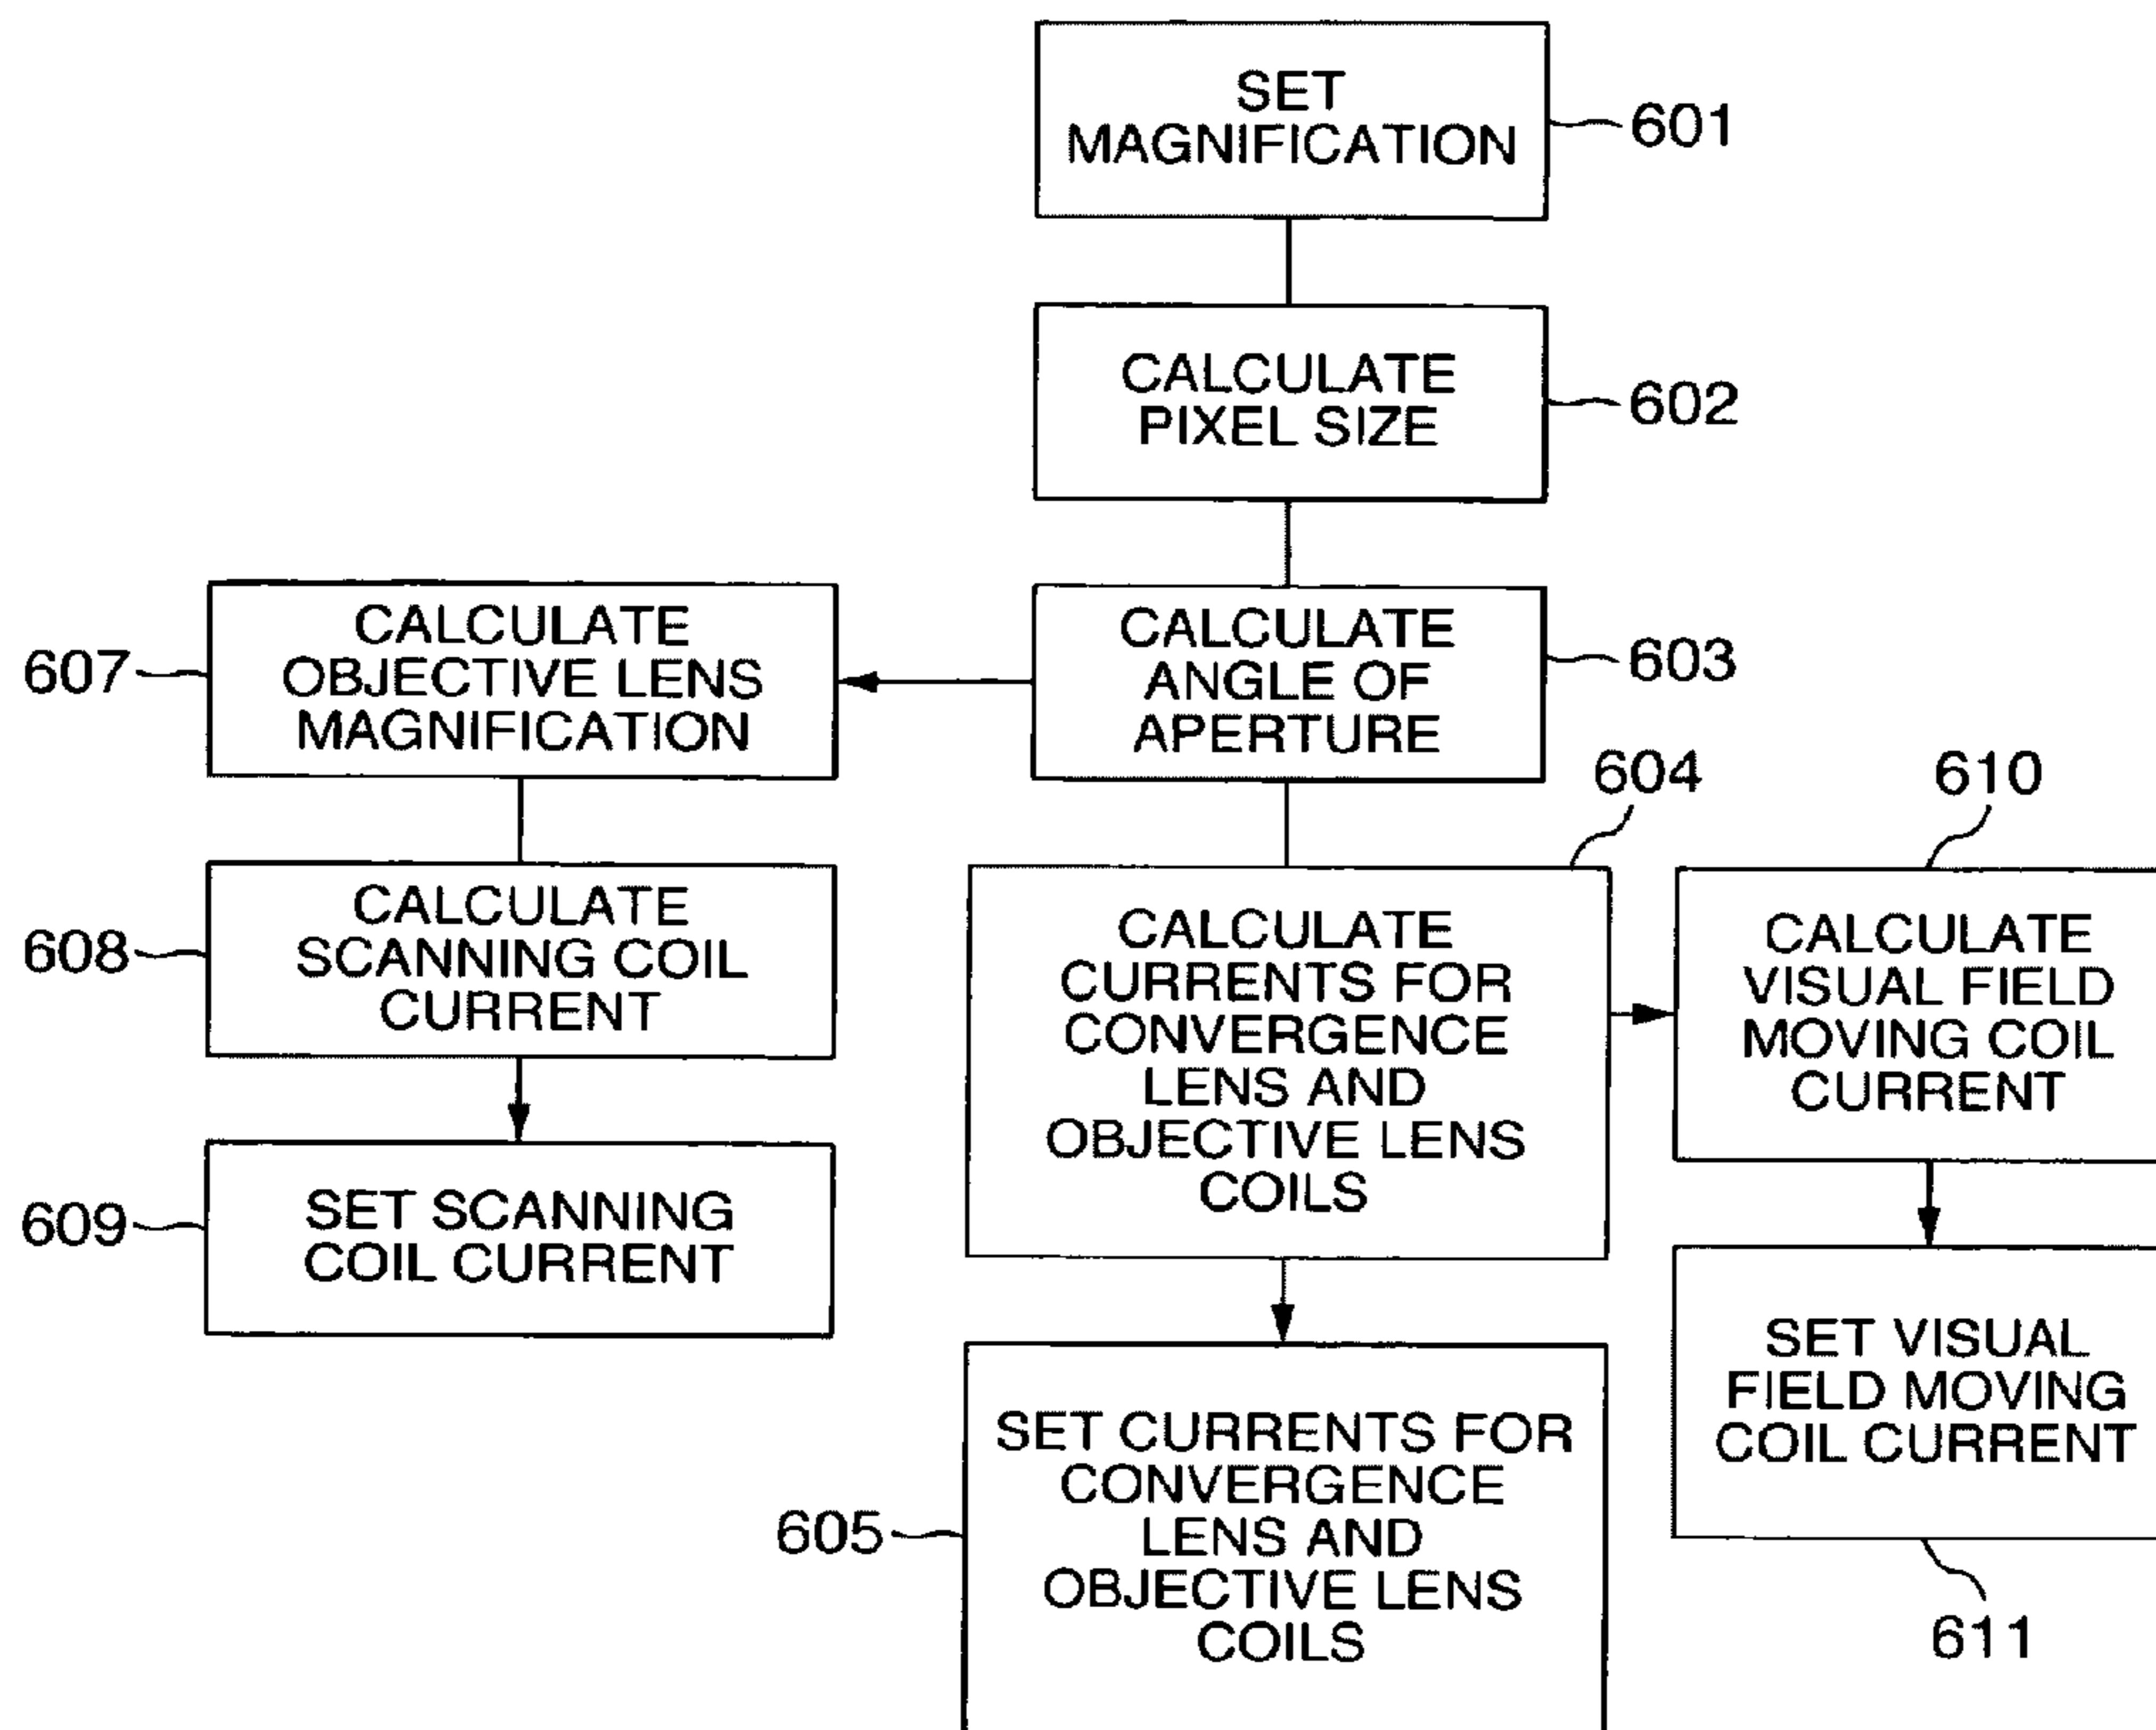 SET
MAGNIFICATION
601
CALCULATE
PIXEL SIZE
602
CALCULATE
ANGLE OF
APERTURE
603
607
CALCULATE
OBJECTIVE LENS
MAGNIFICATION
608
CALCULATE
SCANNING COIL
CURRENT
609
SET SCANNING
COIL CURRENT
604
CALCULATE
CURRENTS FOR
CONVERGENCE
LENS AND
OBJECTIVE LENS
COILS
610
CALCULATE
VISUAL FIELD
MOVING COIL
CURRENT
605
SET CURRENTS FOR
CONVERGENCE
LENS AND
OBJECTIVE LENS
COILS
SET VISUAL
FIELD MOVING
COIL CURRENT
611